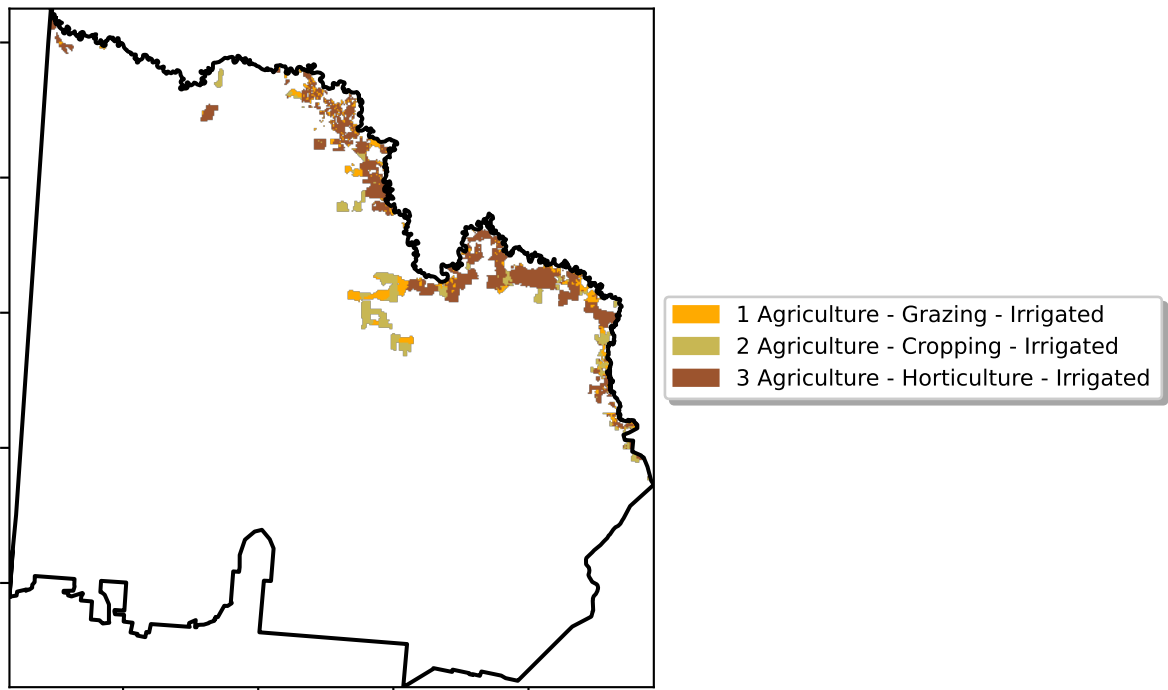 1 Agriculture - Grazing - Irrigated
2 Agriculture - Cropping - Irrigated
3 Agriculture - Horticulture - Irrigated